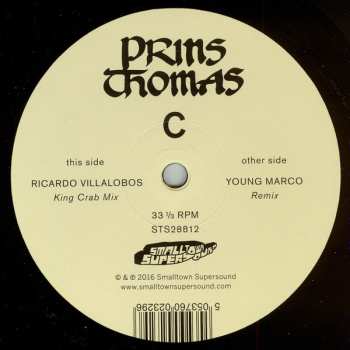 PRINS
THOMAS
C
this side
other side
RICARDO VILLALOBOS
YOUNG MARCO
King Crab Mix
Remix
33 ⅓ RPM
STS28812
SMALLTOWN
SUPERSOUND
© & ℗ 2016 Smalltown Supersound
www.smalltownsupersound.com
5 053760 023296